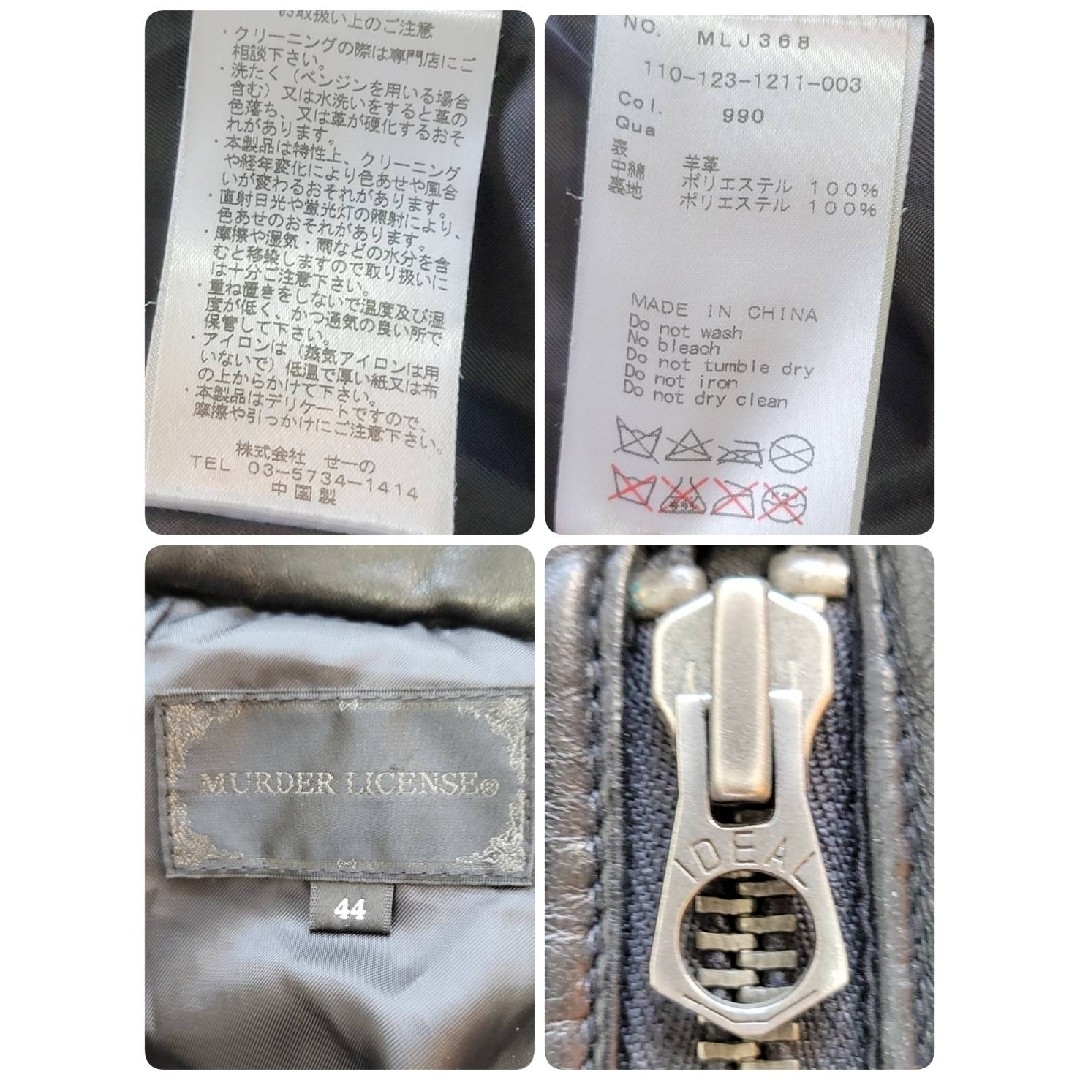 お取扱い上のご注意
・クリーニングの際は専門店にご
相談下さい。
・洗たく（ベンジンを用いる場合
含む）又は水洗いをすると革の
色落ち、又は革が硬化するおそ
れがあります。
・本製品は特性上、クリーニング
や経年変化により色あせや風合
いが変わるおそれがあります。
・直射日光や蛍光灯の照射により、
色あせのおそれがあります。
・摩擦や湿気・雨などの水分を含
むと移染しますので取り扱いに
は十分ご注意下さい。
・重ね置きをしないで温度及び湿
度が低く、かつ通気の良い所で
保管して下さい。
・アイロンは（蒸気アイロンは用
いないで）低温で厚い紙又は布
の上からかけて下さい。
・本製品はデリケートですので、
摩擦や引っかけにご注意下さい。
株式会社 せーの
TEL 03-5734-1414
中国製
NO. MLJ368
110-123-1211-003
Col. 990
Qua
表 羊革
中綿 ポリエステル 100%
裏地 ポリエステル 100%
MADE IN CHINA
Do not wash
No bleach
Do not tumble dry
Do not iron
Do not dry clean
MURDER LICENSE®
44
IDEAL